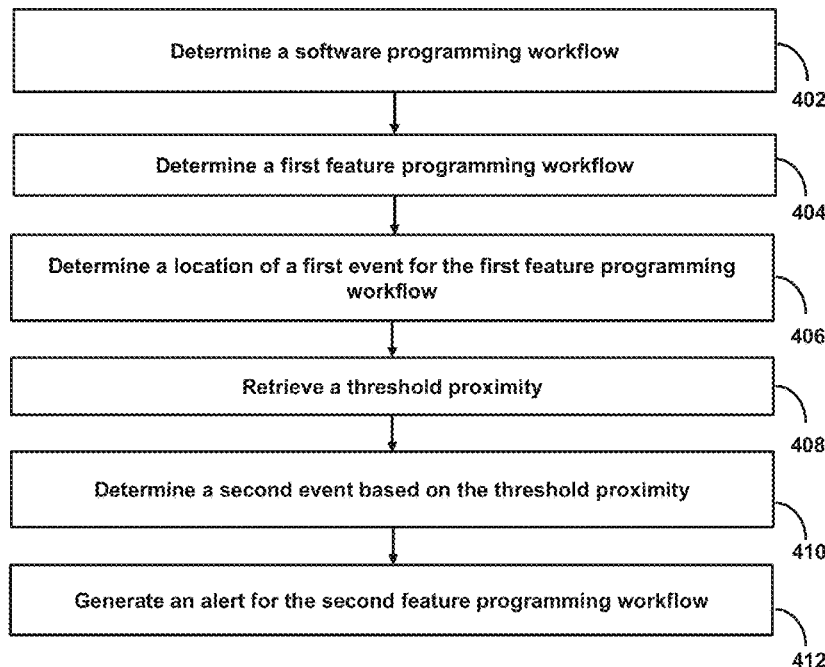 Determine a software programming workflow
402
Determine a first feature programming workflow
404
Determine a location of a first event for the first feature programming
workflow
406
Retrieve a threshold proximity
408
Determine a second event based on the threshold proximity
410
Generate an alert for the second feature programming workflow
412